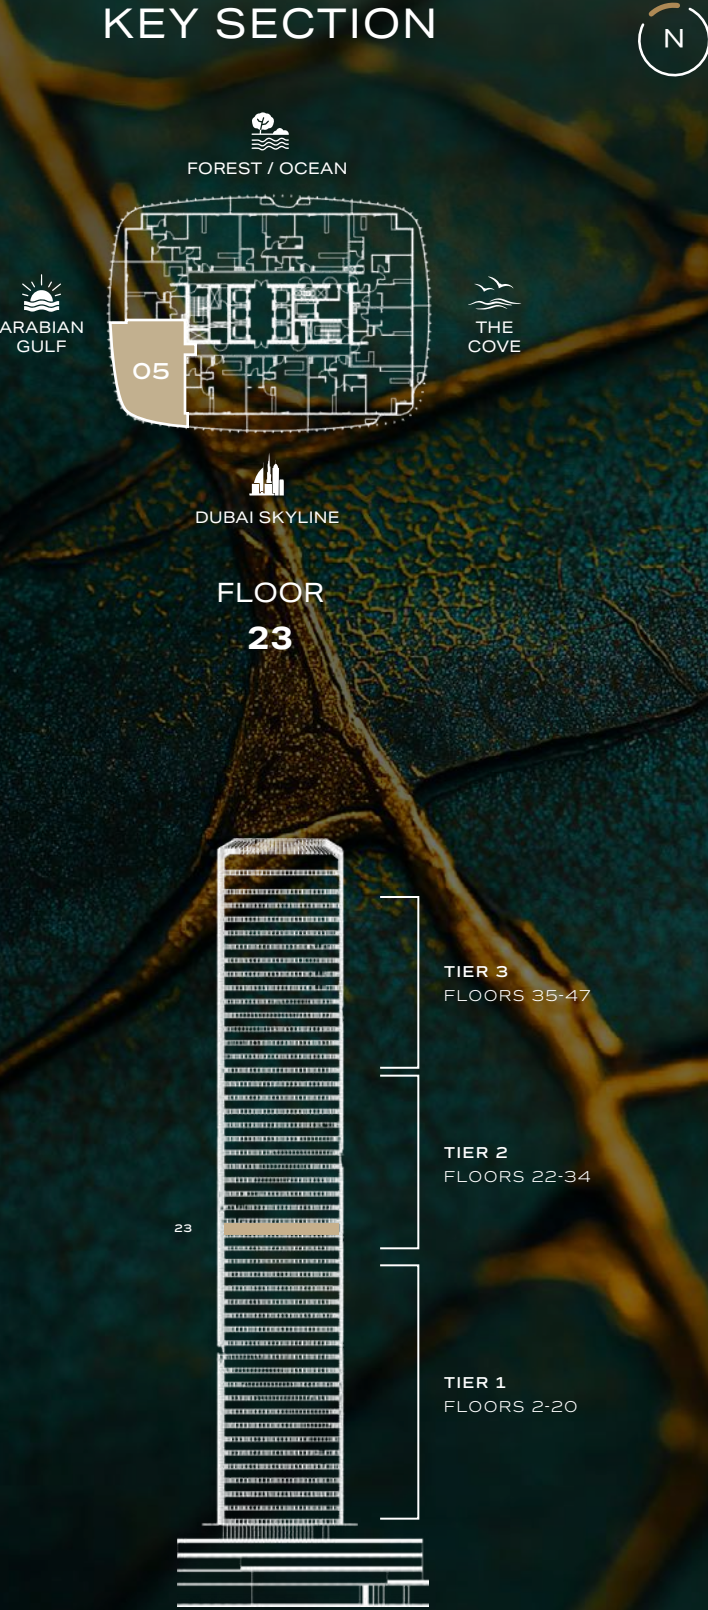 KEY SECTION
N
FOREST / OCEAN
ARABIAN
GULF
THE
COVE
05
DUBAI SKYLINE
FLOOR
23
TIER 3
FLOORS 35-47
TIER 2
FLOORS 22-34
23
TIER 1
FLOORS 2-20